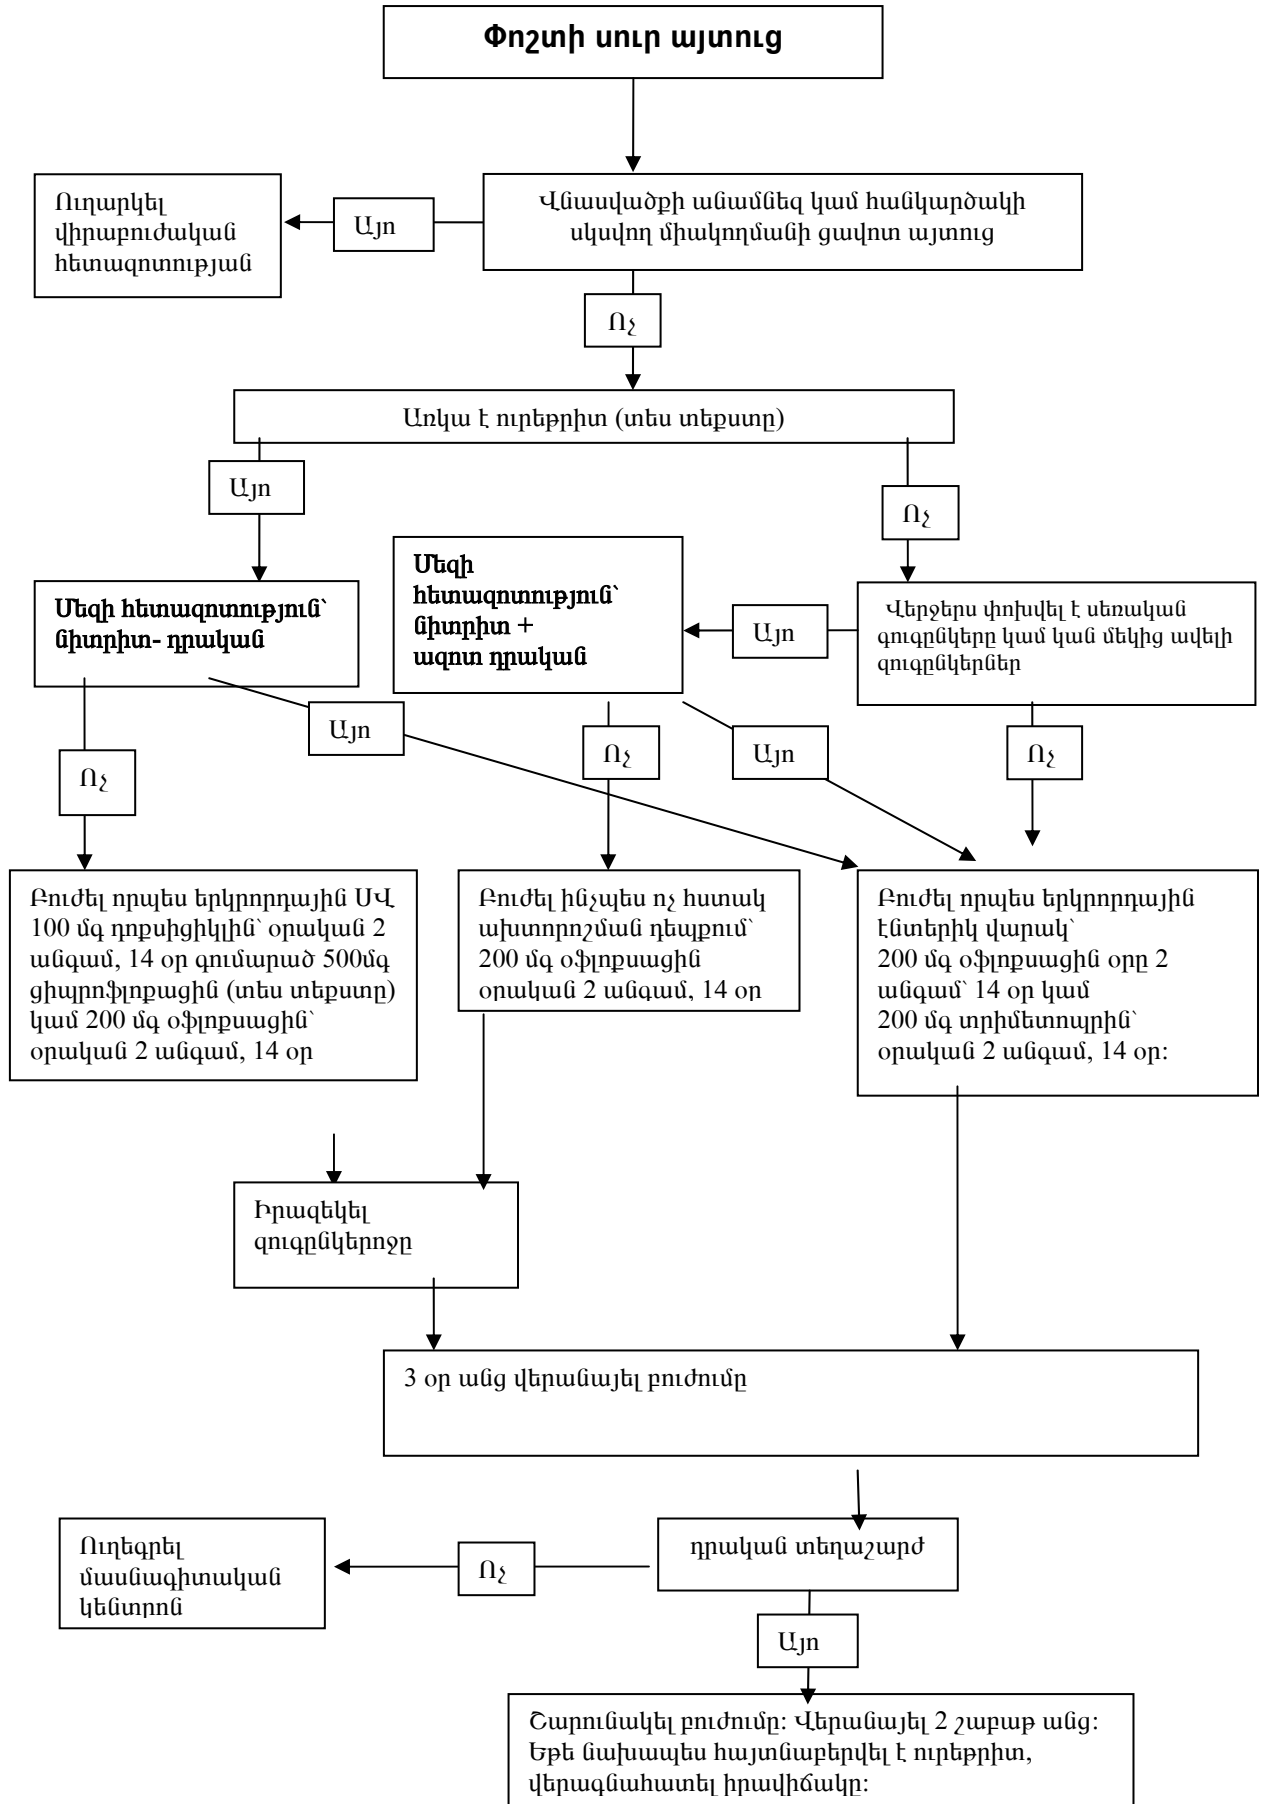 Փոշտի սուր այտուց
Վնասվածքի անամնեզ կամ հանկարծակի
սկսվող միակողմանի ցավոտ այտուց
Այո
Ուղարկել
վիրաբուժական
հետազոտության
Ոչ
Առկա է ուրեթրիտ (տես տեքստը)
Այո
Ոչ
Մեզի հետազոտություն՝
նիտրիտ- դրական
Մեզի
հետազոտություն՝
նիտրիտ +
ազոտ դրական
Այո
Վերջերս փոխվել է սեռական
գուգընկերը կամ կան մեկից ավելի
զուգընկերներ
Ոչ
Այո
Ոչ
Այո
Ոչ
Բուժել որպես երկրորդային ՍՎ
100 մգ դոքսիցիկլին՝ օրական 2
անգամ, 14 օր գումարած 500մգ
ցիպրոֆլոքացին (տես տեքստը)
կամ 200 մգ օֆլոքսացին՝
օրական 2 անգամ, 14 օր
Բուժել ինչպես ոչ հստակ
ախտորոշման դեպքում՝
200 մգ օֆլոքսացին
օրական 2 անգամ, 14 օր
Բուժել որպես երկրորդային
էնտերիկ վարակ՝
200 մգ օֆլոքսացին օրը 2
անգամ՝ 14 օր կամ
200 մգ տրիմետոպրին՝
օրական 2 անգամ, 14 օր:
Իրազեկել
զուգընկերոջը
3 օր անց վերանայել բուժումը
դրական տեղաշարժ
Ոչ
Ուղեգրել
մասնագիտական
կենտրոն
Այո
Շարունակել բուժումը: Վերանայել 2 շաբաթ անց:
Եթե նախապես հայտնաբերվել է ուրեթրիտ,
վերագնահատել իրավիճակը: